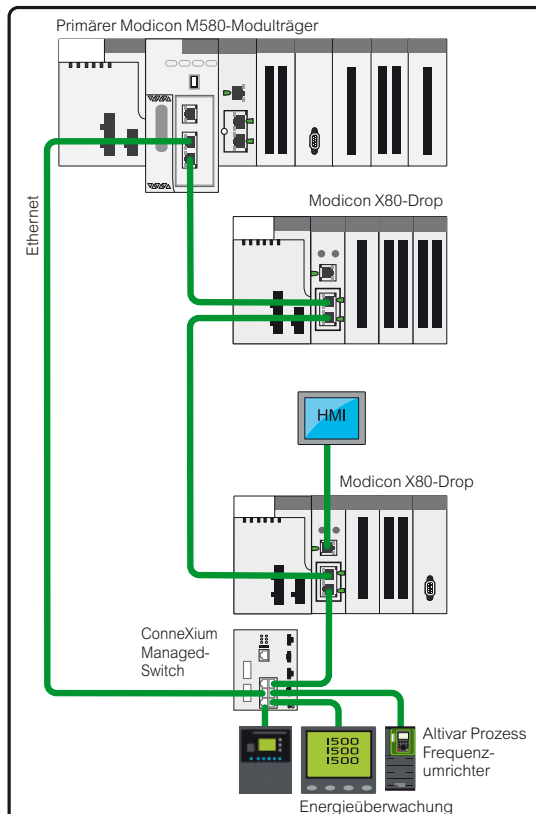 Primärer Modicon M580-Modulträger
Ethernet
Modicon X80-Drop
HMI
Modicon X80-Drop
ConneXium
Managed-
Switch
1500
1500
1500
Altivar Prozess
Frequenz-
umrichter
Energieüberwachung